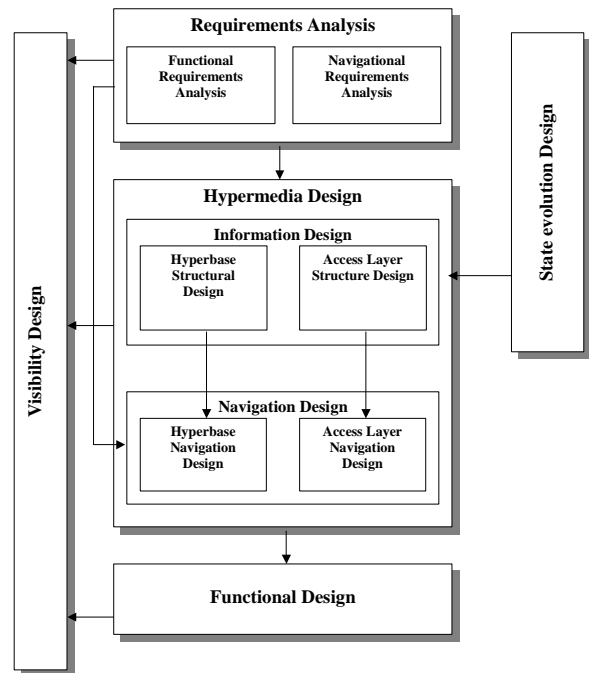 Requirements Analysis
Functional
Requirements
Analysis
Navigational
Requirements
Analysis
Hypermedia Design
Information Design
Hyperbase
Structural
Design
Access Layer
Structure Design
Navigation Design
Hyperbase
Navigation
Design
Access Layer
Navigation
Design
Functional Design
Visibility Design
State evolution Design